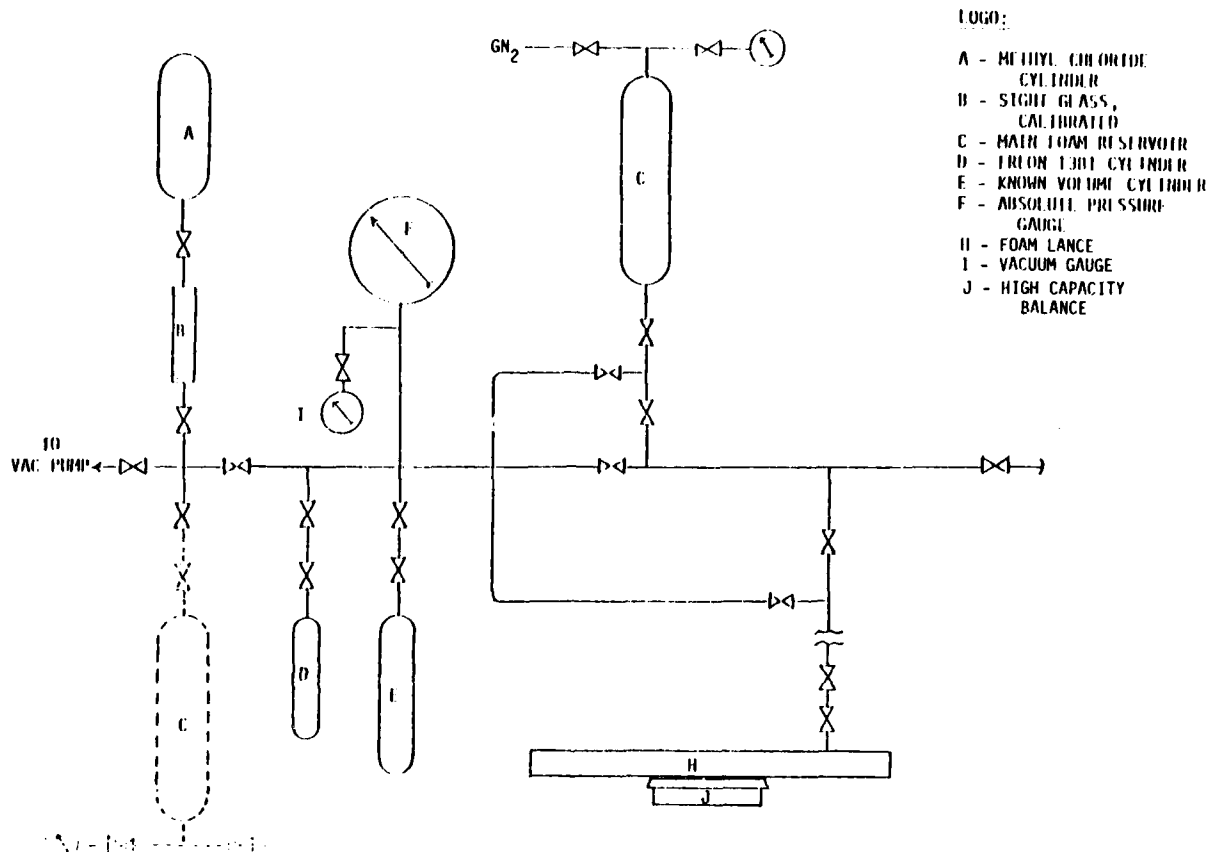 GN2
LOGO:
A - METHYL CHLORIDE
CYLINDER
B - SIGHT GLASS,
CALIBRATED
C - MAIN FOAM RESERVOIR
D - FREON 1301 CYLINDER
E - KNOWN VOLUME CYLINDER
F - ABSOLUTE PRESSURE
GAUGE
H - FOAM LANCE
I - VACUUM GAUGE
J - HIGH CAPACITY
BALANCE
A
C
F
B
I
TO
VAC PUMP
D
E
C
H
J